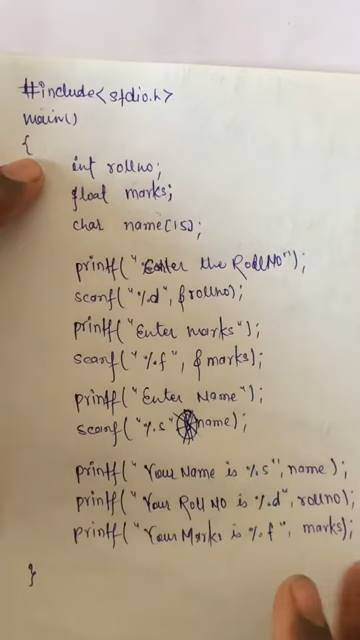 #include<stdio.h>
main()
{
int rollno;
float marks;
char name[15];
printf("Enter the RollNo");
scanf("%d", &rollno);
printf("Enter marks");
scanf("%f", &marks);
printf("Enter Name");
scanf("%s" name);
printf("Your Name is %s", name);
printf("Your Roll No is %d", rollno);
printf("Your Marks is %f", marks);
}